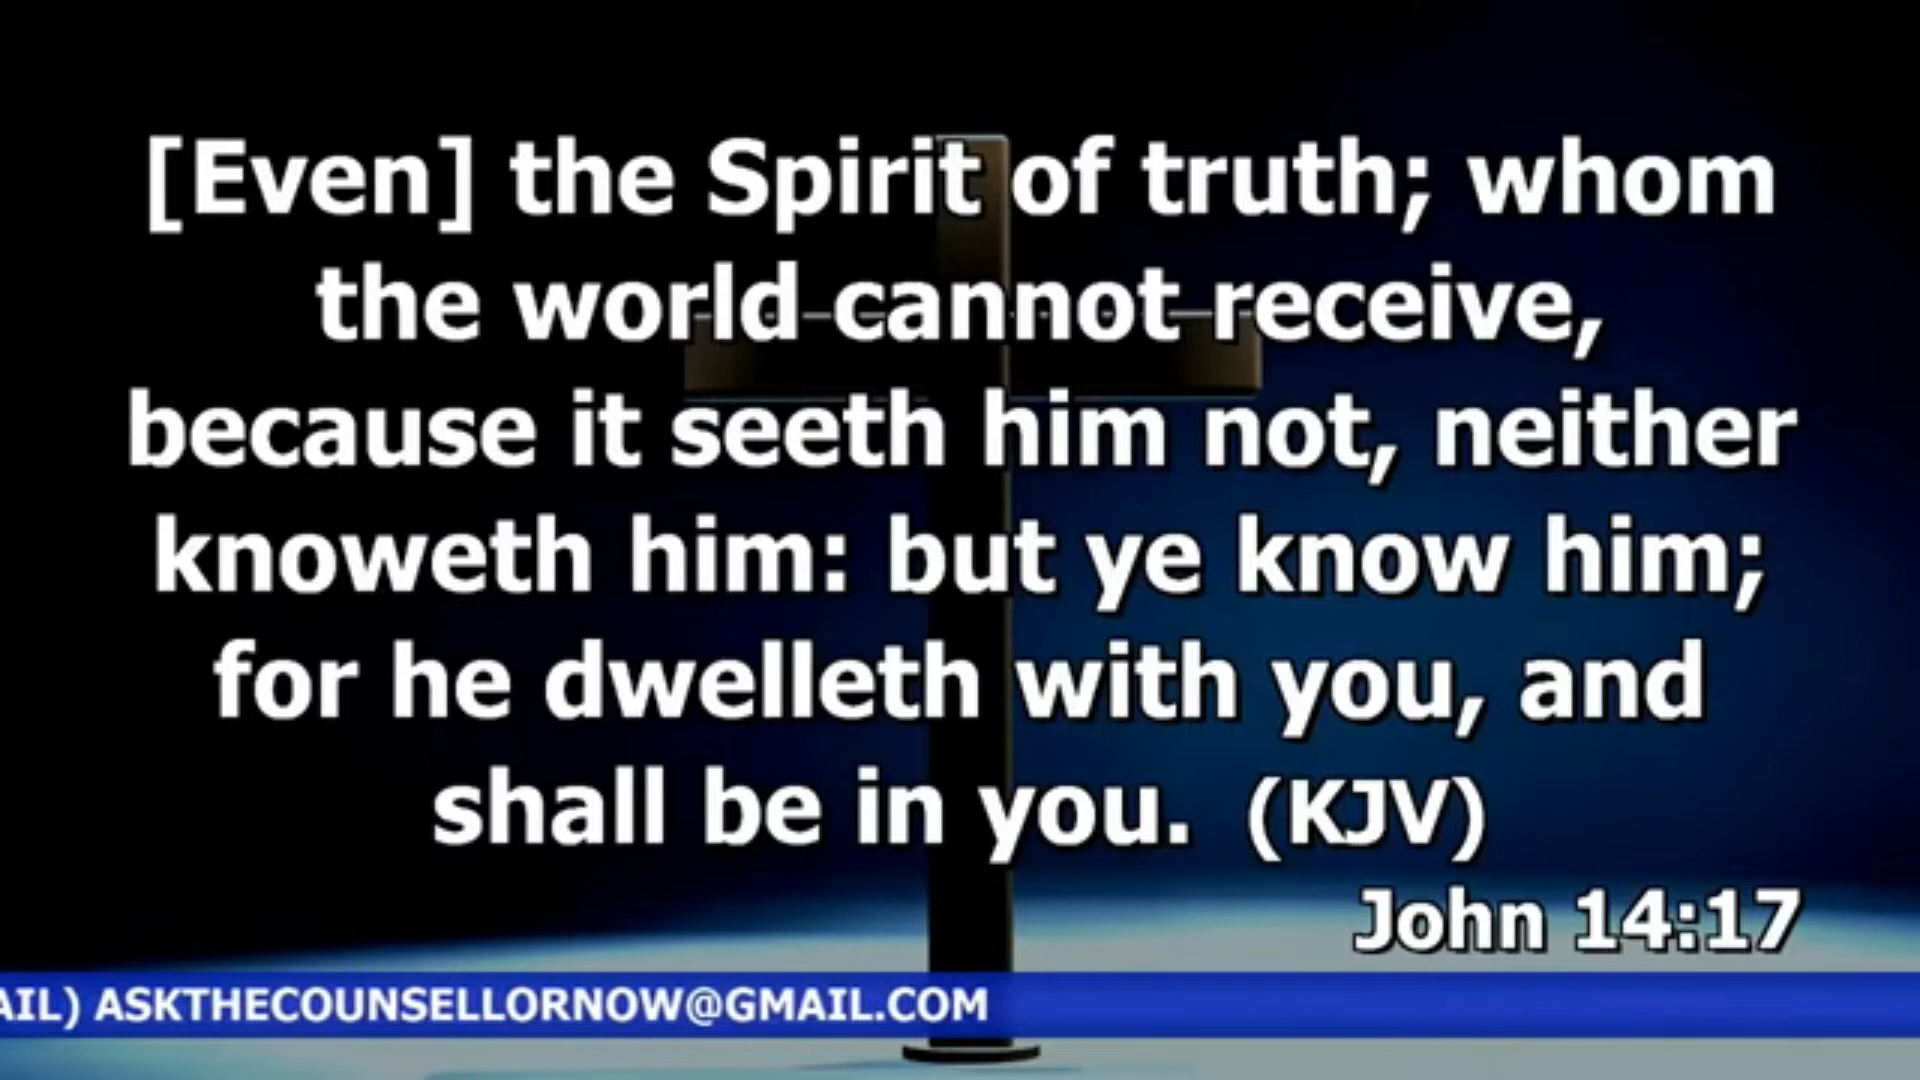 [Even] the Spirit of truth; whom
the world cannot receive,
because it seeth him not, neither
knoweth him: but ye know him;
for he dwelleth with you, and
shall be in you. (KJV)
John 14:17
AIL) ASKTHECOUNSELLORNOW@GMAIL.COM